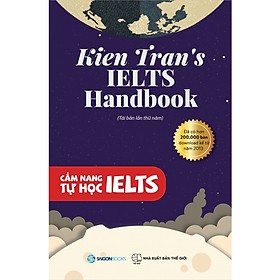 Kien Tran's
IELTS
Handbook
(Tái bản lần thứ năm)
Đã có hơn
200.000 bản
download kể từ
năm 2013
CẨM NANG
TỰ HỌC IELTS
SAIGONBOOKS
NHÀ XUẤT BẢN THẾ GIỚI